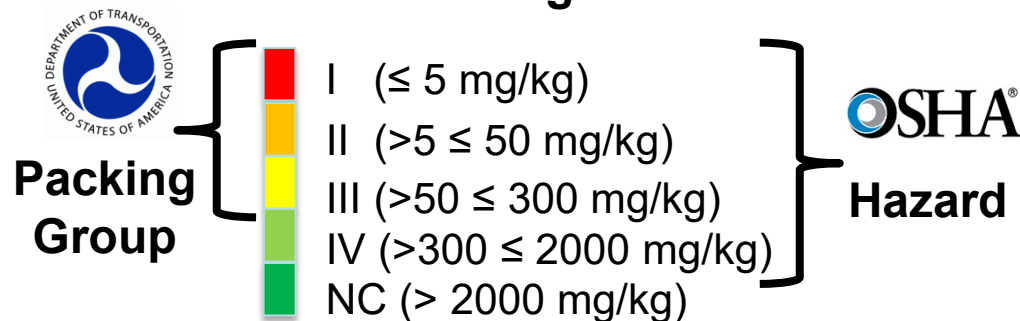 g
DEPARTMENT OF TRANSPORTATION
UNITED STATES OF AMERICA
Packing
Group
I (≤ 5 mg/kg)
II (>5 ≤ 50 mg/kg)
III (>50 ≤ 300 mg/kg)
IV (>300 ≤ 2000 mg/kg)
NC (> 2000 mg/kg)
OSHA®
Hazard